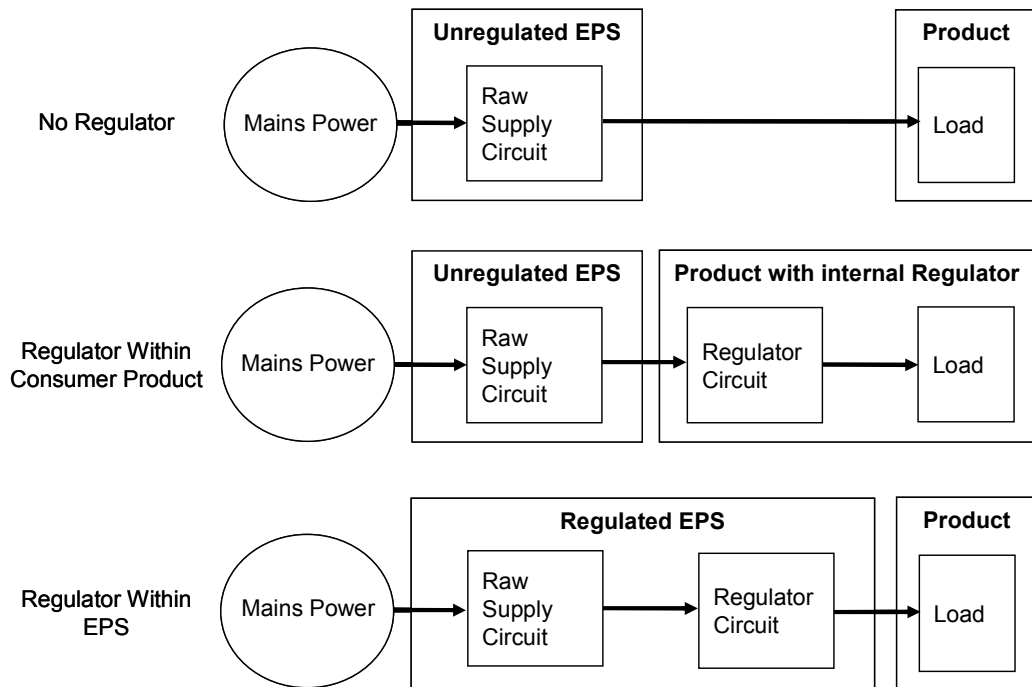 Unregulated EPS
Product
No Regulator
Mains Power
Raw
Supply
Circuit
Load
Unregulated EPS
Product with internal Regulator
Regulator Within
Consumer Product
Mains Power
Raw
Supply
Circuit
Regulator
Circuit
Load
Regulated EPS
Product
Regulator Within
EPS
Mains Power
Raw
Supply
Circuit
Regulator
Circuit
Load